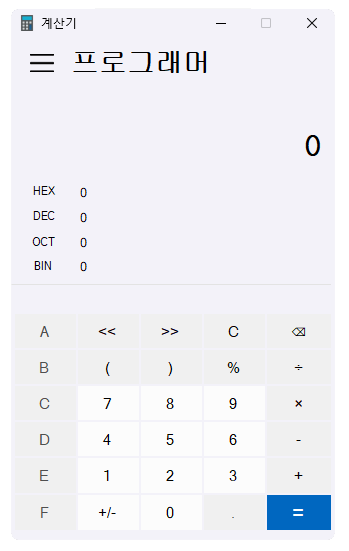 계산기
프로그래머
0
HEX 0
DEC 0
OCT 0
BIN 0
A << >> C ⌫
B ( ) % ÷
C 7 8 9 ×
D 4 5 6 -
E 1 2 3 +
F +/- 0 . =